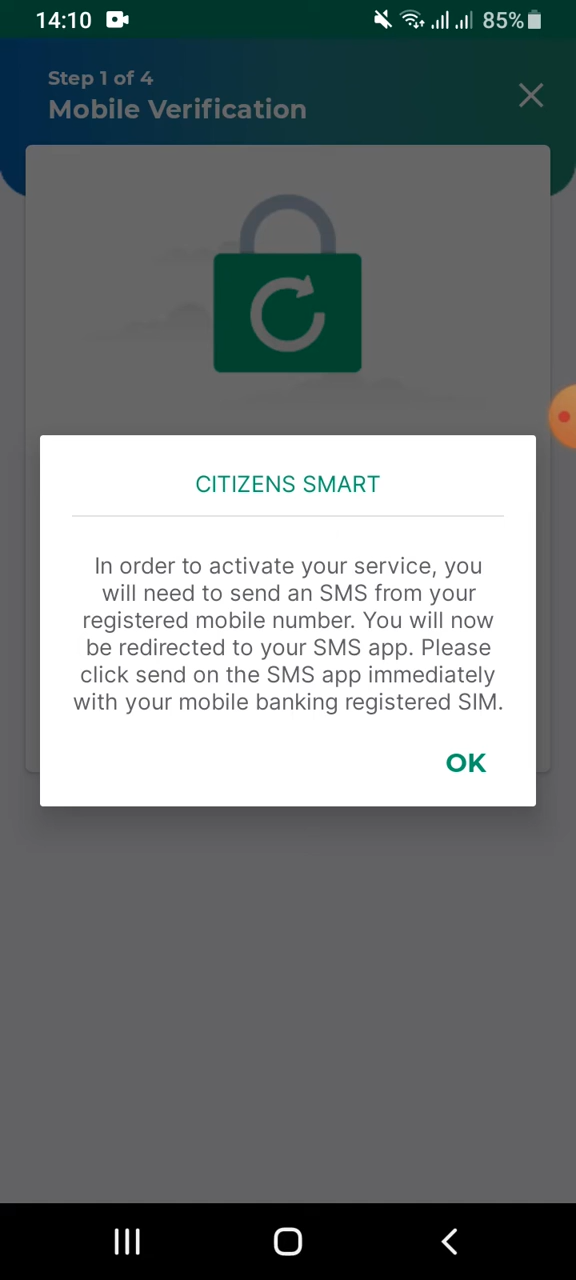 14:10
85%
Step 1 of 4
Mobile Verification
CITIZENS SMART
In order to activate your service, you
will need to send an SMS from your
registered mobile number. You will now
be redirected to your SMS app. Please
click send on the SMS app immediately
with your mobile banking registered SIM.
OK